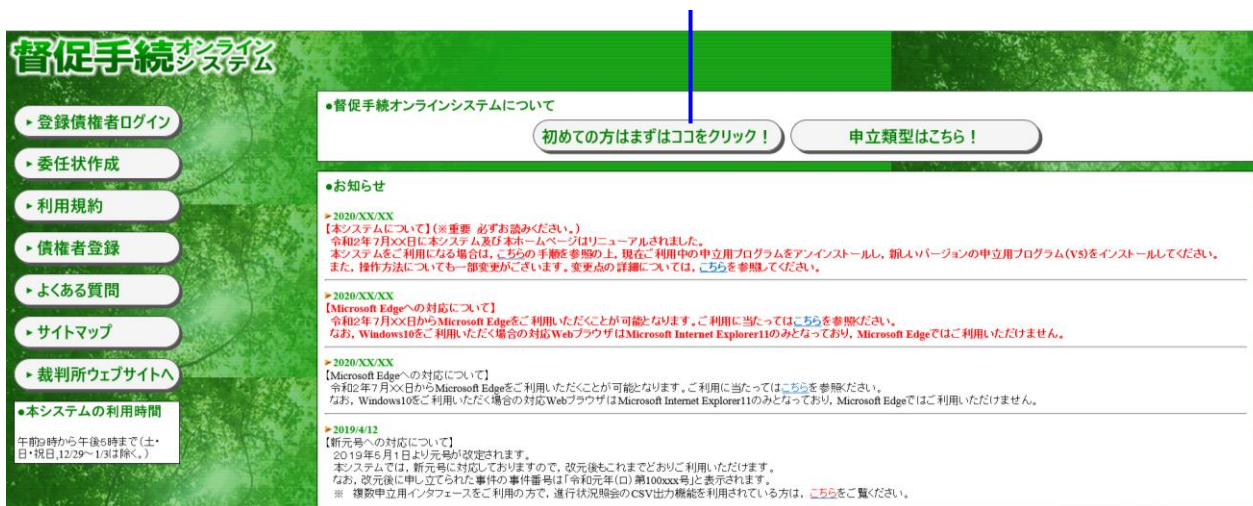 督促手続オンラインシステム
▸登録債権者ログイン
▸委任状作成
▸利用規約
▸債権者登録
▸よくある質問
▸サイトマップ
▸裁判所ウェブサイトへ
●本システムの利用時間
午前9時から午後5時まで(土・
日・祝日,12/29～1/3は除く。)
●督促手続オンラインシステムについて
初めての方はまずはココをクリック！
申立類型はこちら！
●お知らせ
►2020/XX/XX
【本システムについて】(※重要 必ずお読みください。)
令和2年7月××日に本システム及び本ホームページはリニューアルされました。
本システムをご利用になる場合は，こちらの手順を参照の上，現在ご利用中の申立用プログラムをアンインストールし，新しいバージョンの申立用プログラム(V5)をインストールしてください。
また，操作方法についても一部変更がございます。変更点の詳細については，こちらを参照してください。
►2020/XX/XX
【Microsoft Edgeへの対応について】
令和2年7月××日からMicrosoft Edgeをご利用いただくことが可能となります。ご利用に当たってはこちらを参照ください。
なお，Windows10をご利用いただく場合の対応WebブラウザはMicrosoft Internet Explorer11のみとなっており，Microsoft Edgeではご利用いただけません。
►2020/XX/XX
【Microsoft Edgeへの対応について】
令和2年7月××日からMicrosoft Edgeをご利用いただくことが可能となります。ご利用に当たってはこちらを参照ください。
なお，Windows10をご利用いただく場合の対応WebブラウザはMicrosoft Internet Explorer11のみとなっており，Microsoft Edgeではご利用いただけません。
►2019/4/12
【新元号への対応について】
2019年5月1日より元号が改定されます。
本システムでは，新元号に対応しておりますので，改元後もこれまでどおりご利用いただけます。
なお，改元後に申し立てられた事件の事件番号は「令和元年(ロ)第100xxx号」と表示されます。
※ 複数申立用インタフェースをご利用の方で，進行状況照会のCSV出力機能を利用されている方は，こちらをご覧ください。